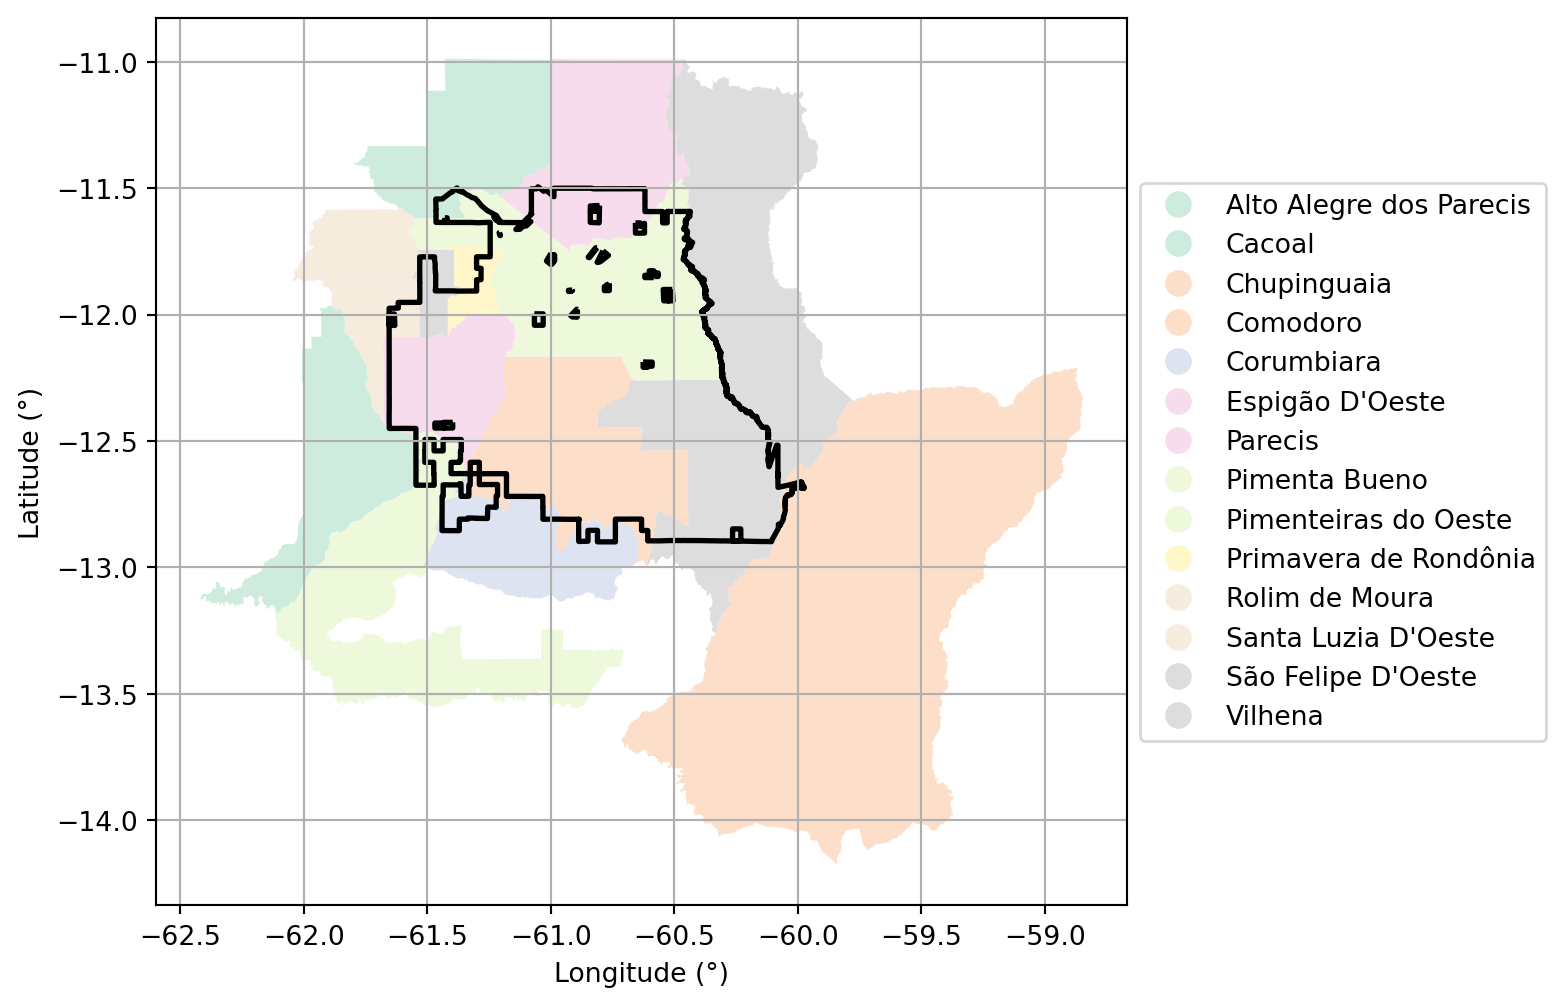 −11.0
−11.5
−12.0
−12.5
−13.0
−13.5
−14.0
Latitude (°)
−62.5 −62.0 −61.5 −61.0 −60.5 −60.0 −59.5 −59.0
Longitude (°)
Alto Alegre dos Parecis
Cacoal
Chupinguaia
Comodoro
Corumbiara
Espigão D'Oeste
Parecis
Pimenta Bueno
Pimenteiras do Oeste
Primavera de Rondônia
Rolim de Moura
Santa Luzia D'Oeste
São Felipe D'Oeste
Vilhena